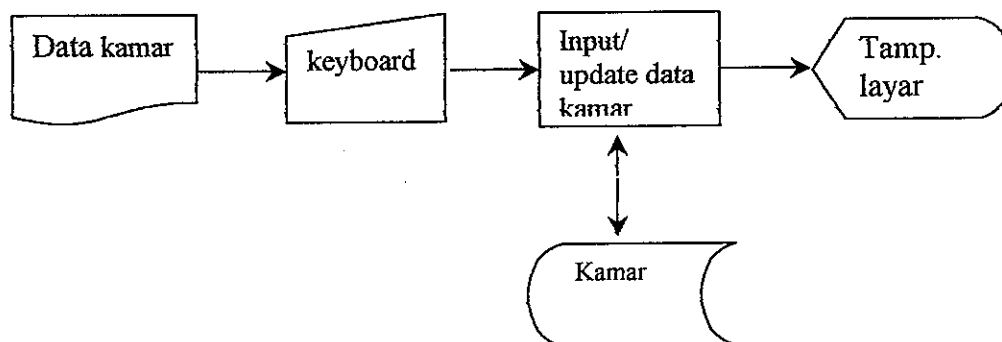 Data kamar
keyboard
Input/
update data
kamar
Tamp.
layar
Kamar